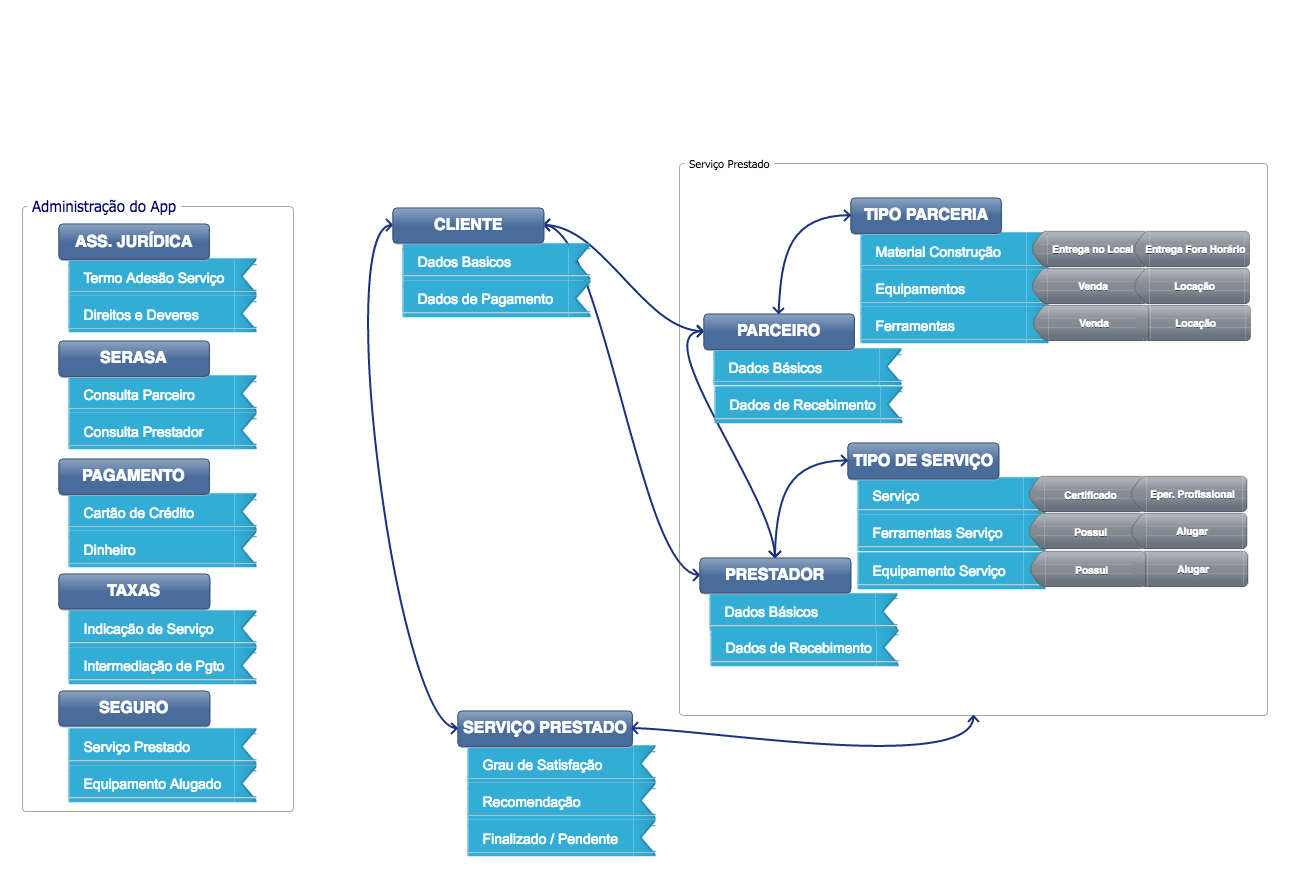 Administração do App
ASS. JURÍDICA
Termo Adesão Serviço
Direitos e Deveres
SERASA
Consulta Parceiro
Consulta Prestador
PAGAMENTO
Cartão de Crédito
Dinheiro
TAXAS
Indicação de Serviço
Intermediação de Pgto
SEGURO
Serviço Prestado
Equipamento Alugado
CLIENTE
Dados Basicos
Dados de Pagamento
SERVIÇO PRESTADO
Grau de Satisfação
Recomendação
Finalizado / Pendente
Serviço Prestado
TIPO PARCERIA
Material Construção
Entrega no Local
Entrega Fora Horário
Equipamentos
Venda
Locação
Ferramentas
Venda
Locação
PARCEIRO
Dados Básicos
Dados de Recebimento
TIPO DE SERVIÇO
Serviço
Certificado
Eper. Profissional
Ferramentas Serviço
Possui
Alugar
Equipamento Serviço
Possui
Alugar
PRESTADOR
Dados Básicos
Dados de Recebimento